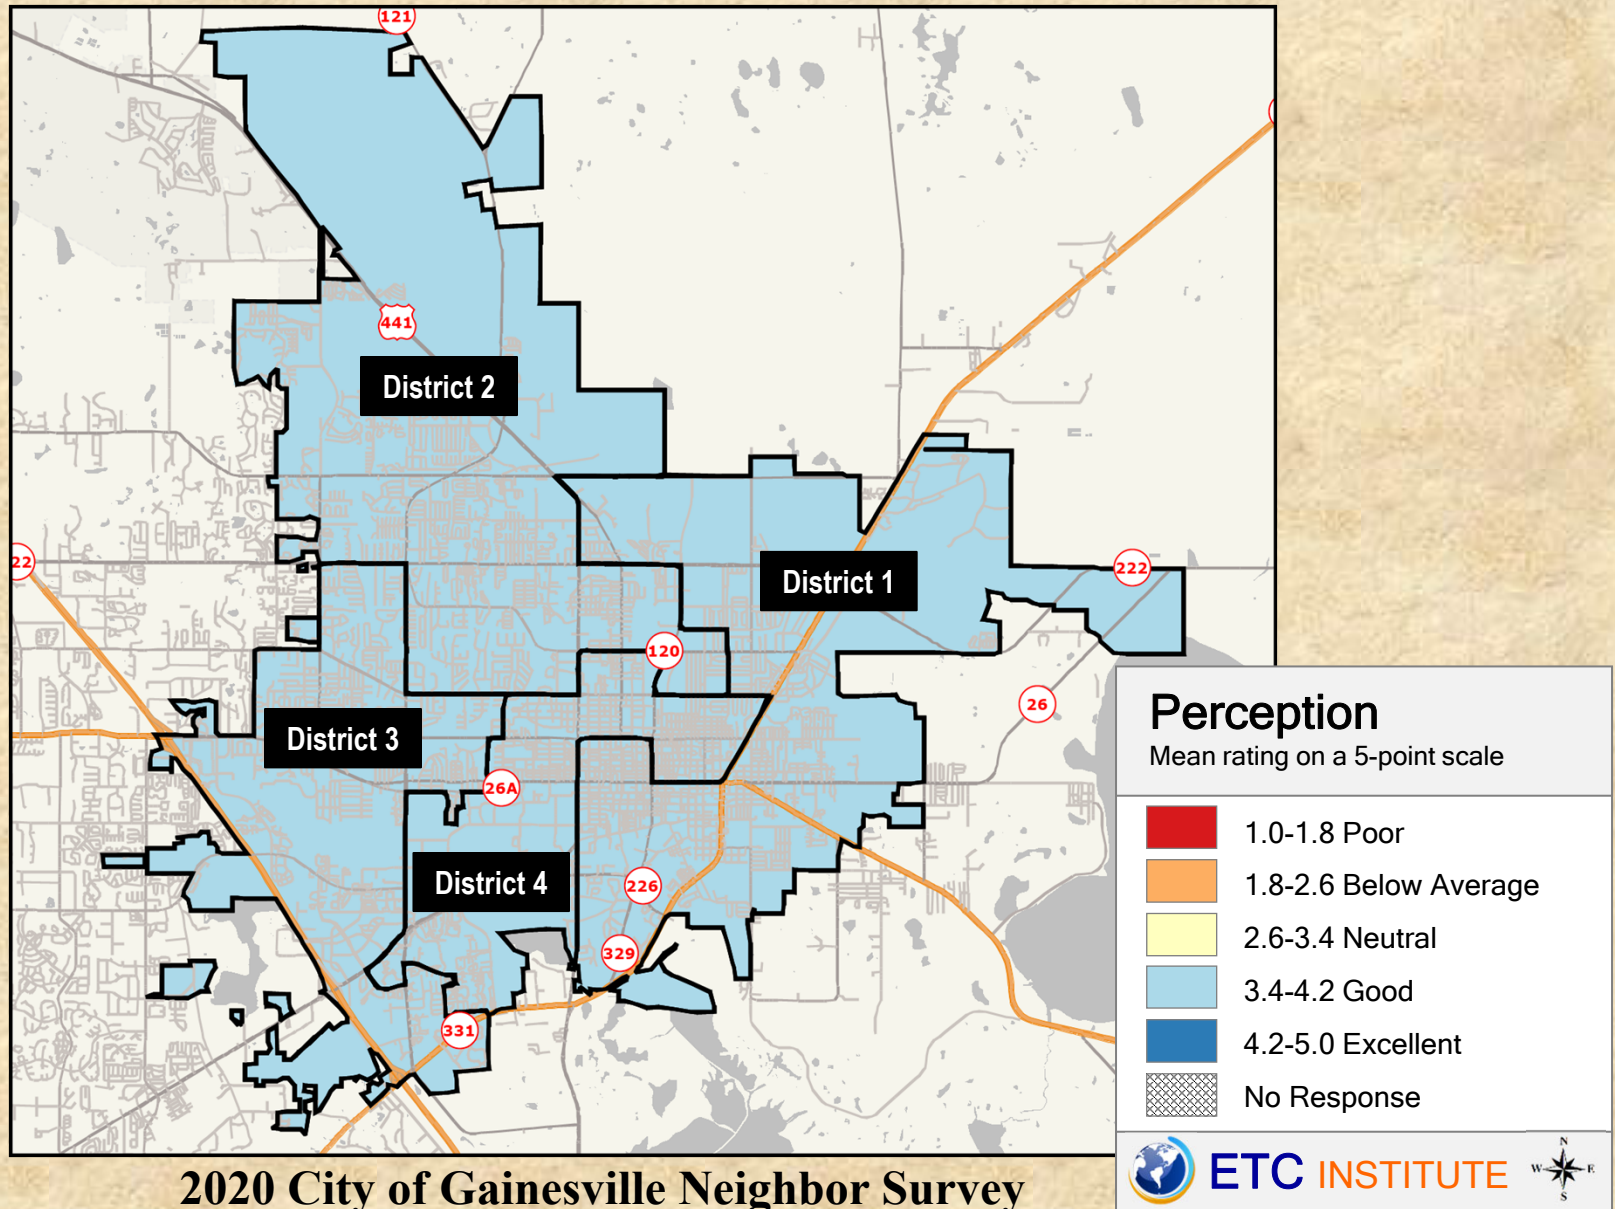 121
441
District 2
22
222
District 1
120
26
District 3
26A
District 4
226
329
331
Perception
Mean rating on a 5-point scale
1.0-1.8 Poor
1.8-2.6 Below Average
2.6-3.4 Neutral
3.4-4.2 Good
4.2-5.0 Excellent
No Response
ETC INSTITUTE
N
W E
S
2020 City of Gainesville Neighbor Survey